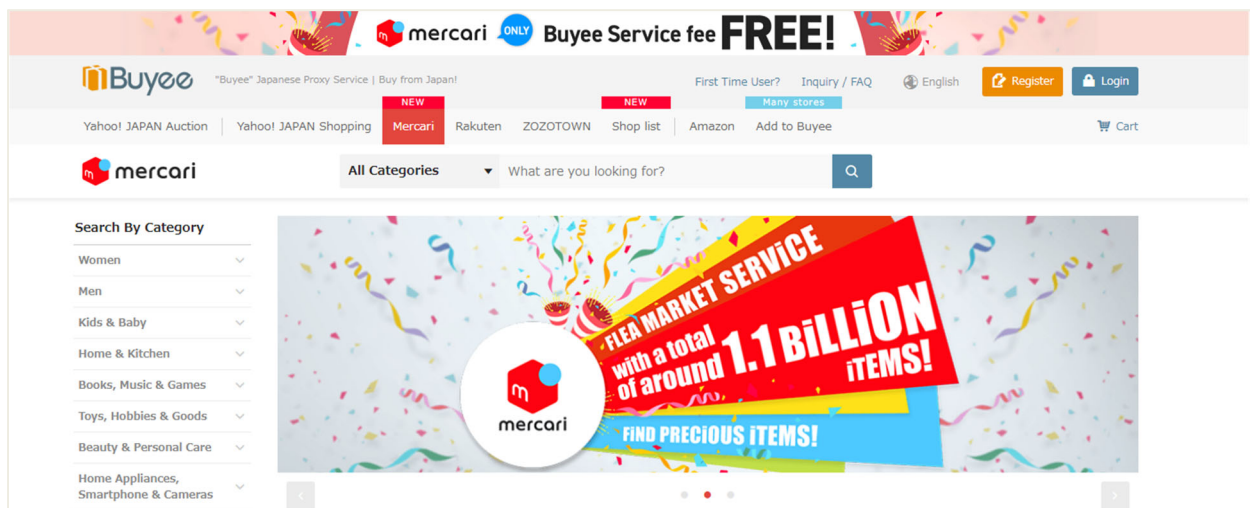 mercari ONLY Buyee Service fee FREE!
Buyee "Buyee" Japanese Proxy Service | Buy from Japan! First Time User? Inquiry / FAQ English Register Login
NEW NEW Many stores
Yahoo! JAPAN Auction Yahoo! JAPAN Shopping Mercari Rakuten ZOZOTOWN Shop list Amazon Add to Buyee Cart
m mercari All Categories What are you looking for?
Search By Category
Women
Men
Kids & Baby
Home & Kitchen
Books, Music & Games
Toys, Hobbies & Goods
Beauty & Personal Care
Home Appliances,
Smartphone & Cameras
m
mercari
FLEA MARKET SERViCE
with a total
of around 1.1 BiLLiON
iTEMS!
FiND PRECiOUS iTEMS!